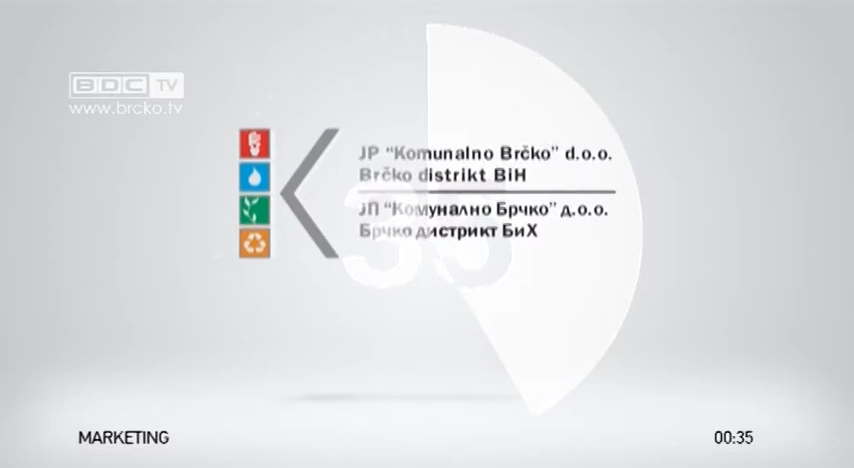 BDC TV
www.brcko.tv
JP “Komunalno Brčko” d.o.o.
Brčko distrikt BiH
ЈП “Комунално Брчко” д.о.о.
Брчко дистрикт БиХ
35
MARKETING
00:35